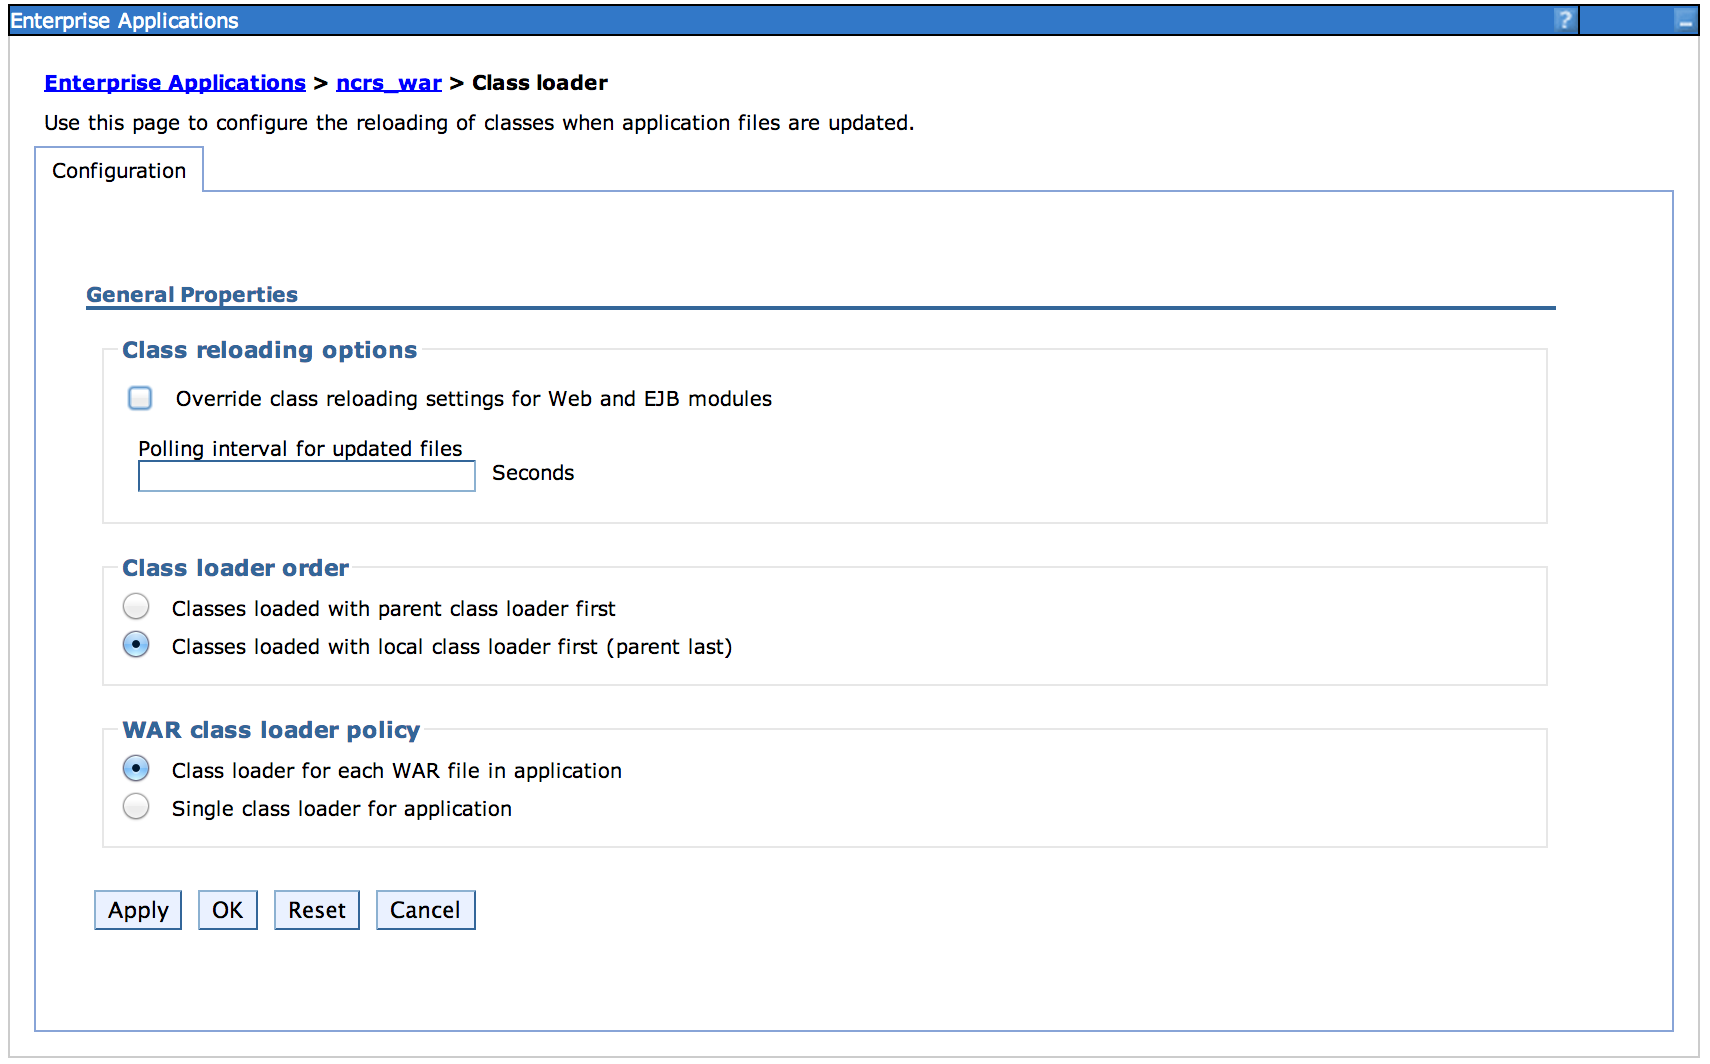 Enterprise Applications ?
Enterprise Applications > ncrs_war > Class loader
Use this page to configure the reloading of classes when application files are updated.
Configuration
General Properties
Class reloading options
Override class reloading settings for Web and EJB modules
Polling interval for updated files
Seconds
Class loader order
Classes loaded with parent class loader first
Classes loaded with local class loader first (parent last)
WAR class loader policy
Class loader for each WAR file in application
Single class loader for application
Apply OK Reset Cancel